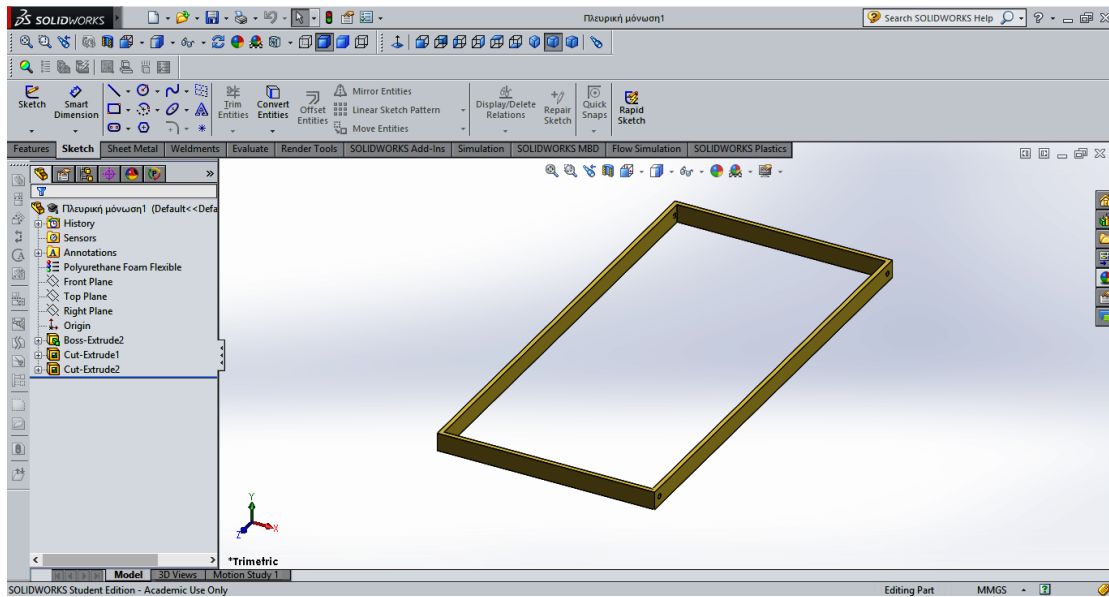 SOLIDWORKS
Πλευρική μόνωση1
Search SOLIDWORKS Help
Sketch
Smart Dimension
Trim Entities
Convert Entities
Offset Entities
Mirror Entities
Linear Sketch Pattern
Move Entities
Display/Delete Relations
Repair Sketch
Quick Snaps
Rapid Sketch
Features Sketch Sheet Metal Weldments Evaluate Render Tools SOLIDWORKS Add-Ins Simulation SOLIDWORKS MBD Flow Simulation SOLIDWORKS Plastics
Πλευρική μόνωση1 (Default<<Defa
History
Sensors
A Annotations
Polyurethane Foam Flexible
Front Plane
Top Plane
Right Plane
Origin
Boss-Extrude2
Cut-Extrude1
Cut-Extrude2
Y
X
Z
*Trimetric
Model 3D Views Motion Study 1
SOLIDWORKS Student Edition - Academic Use Only Editing Part MMGS